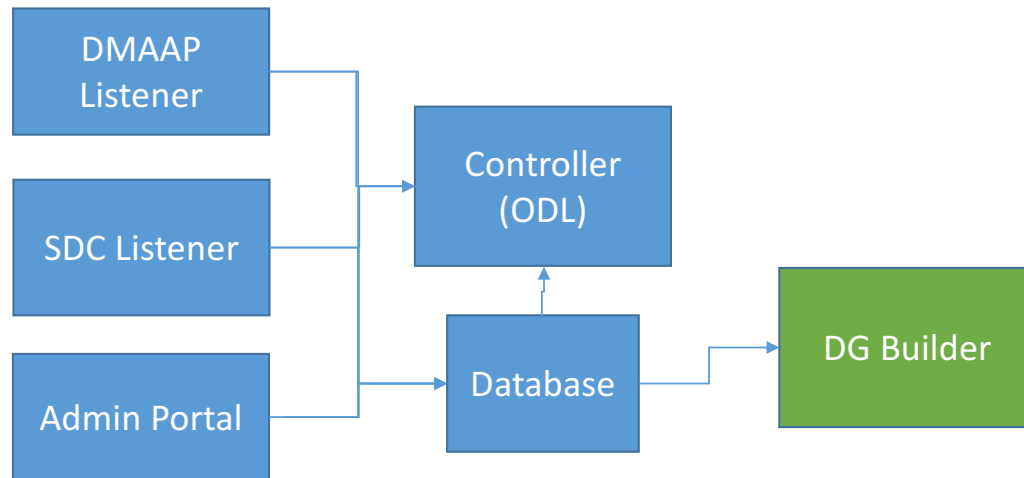 DMAAP
Listener
Controller
(ODL)
SDC Listener
DG Builder
Database
Admin Portal